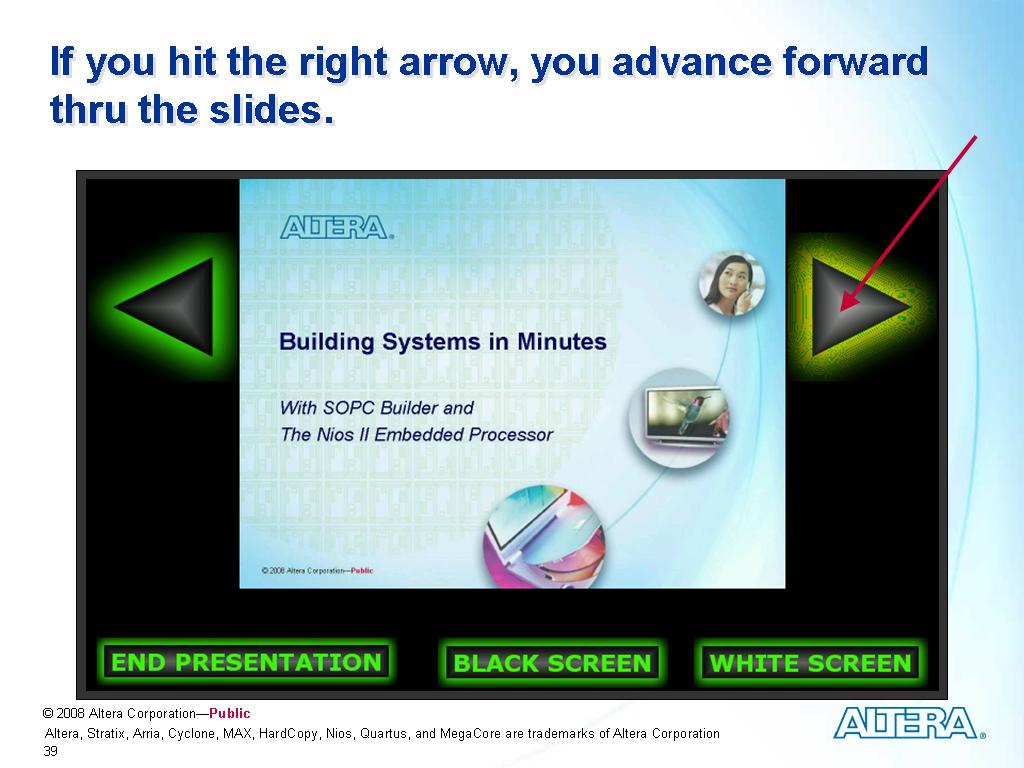 If you hit the right arrow, you advance forward
thru the slides.
ALTERA®
Building Systems in Minutes
With SOPC Builder and
The Nios II Embedded Processor
© 2008 Altera Corporation—Public
END PRESENTATION
BLACK SCREEN
WHITE SCREEN
© 2008 Altera Corporation—Public
Altera, Stratix, Arria, Cyclone, MAX, HardCopy, Nios, Quartus, and MegaCore are trademarks of Altera Corporation
39
ALTERA®